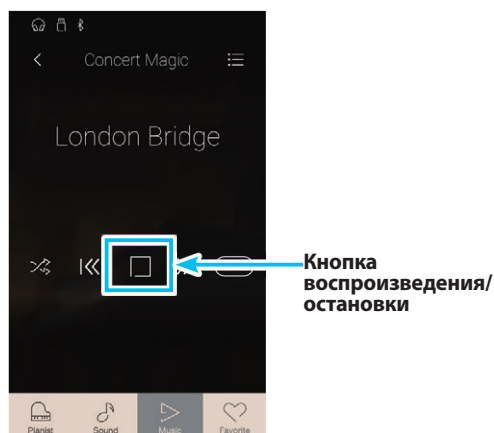 Concert Magic
London Bridge
Кнопка
воспроизведения/
остановки
Pianist
Sound
Music
Favorite